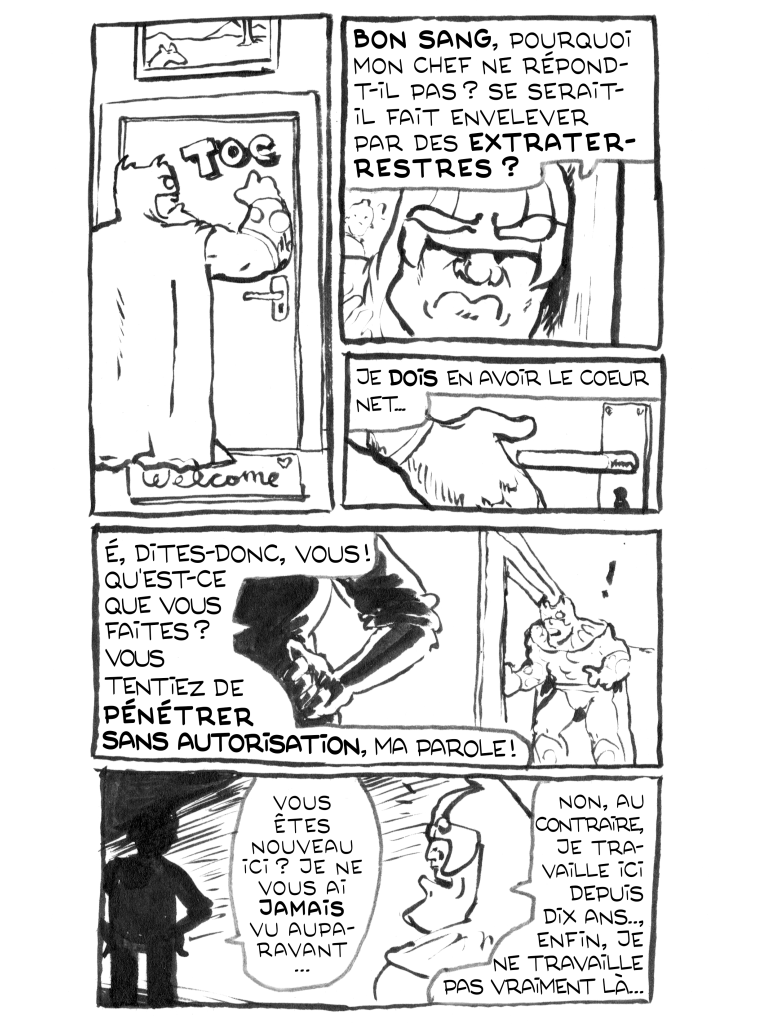 TOC
Welcome
BON SANG, POURQUOI
MON CHEF NE RÉPOND-
T-IL PAS ? SE SERAIT-
IL FAIT ENVELEVER
PAR DES EXTRATER-
RESTRES ?
JE DOIS EN AVOIR LE COEUR
NET...
É, DITES-DONC, VOUS !
QU'EST-CE
QUE VOUS
FAITES ?
VOUS
TENTIEZ DE
PÉNÉTRER
SANS AUTORISATION, MA PAROLE !
!
VOUS
ÊTES
NOUVEAU
ICI ? JE NE
VOUS AI
JAMAIS
VU AUPA-
RAVANT
...
NON, AU
CONTRAIRE,
JE TRA-
VAILLE ICI
DEPUIS
DIX ANS...,
ENFIN, JE
NE TRAVAILLE
PAS VRAIMENT LÀ...